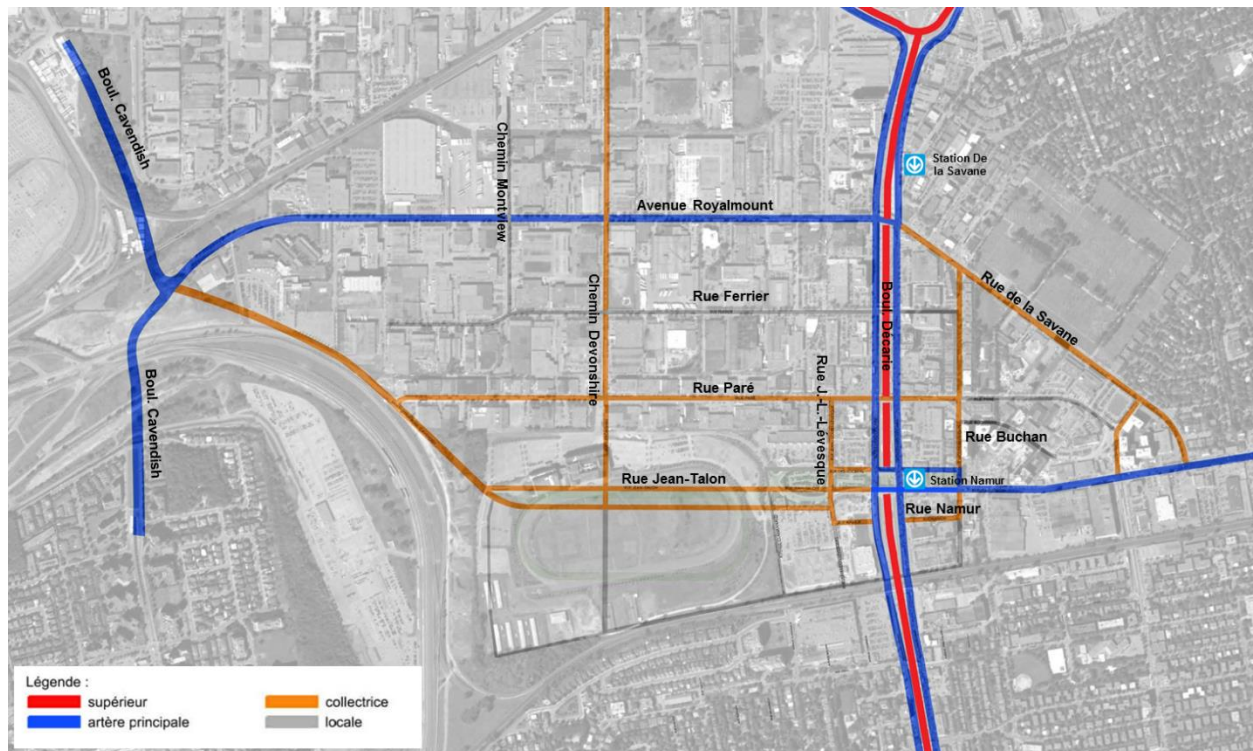 Boul. Cavendish
Chemin Montview
Avenue Royalmount
Station De
la Savane
Rue de la Savane
Rue Ferrier
Boul. Décarie
Chemin Devonshire
Boul. Cavendish
Rue Paré
Rue J.-L.-Lévesque
Rue Buchan
Rue Jean-Talon
Station Namur
Rue Namur
Légende :
supérieur
artère principale
collectrice
locale